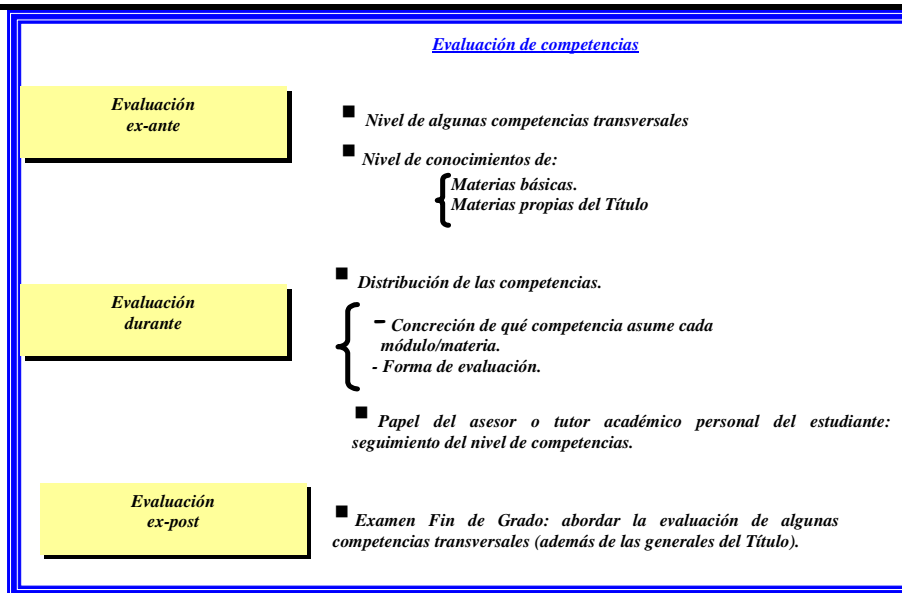 Evaluación de competencias
Evaluación
ex-ante
▪ Nivel de algunas competencias transversales
▪ Nivel de conocimientos de:
Materias básicas.
Materias propias del Título
Evaluación
durante
▪ Distribución de las competencias.
- Concreción de qué competencia asume cada
módulo/materia.
- Forma de evaluación.
▪ Papel del asesor o tutor académico personal del estudiante:
seguimiento del nivel de competencias.
Evaluación
ex-post
▪ Examen Fin de Grado: abordar la evaluación de algunas
competencias transversales (además de las generales del Título).